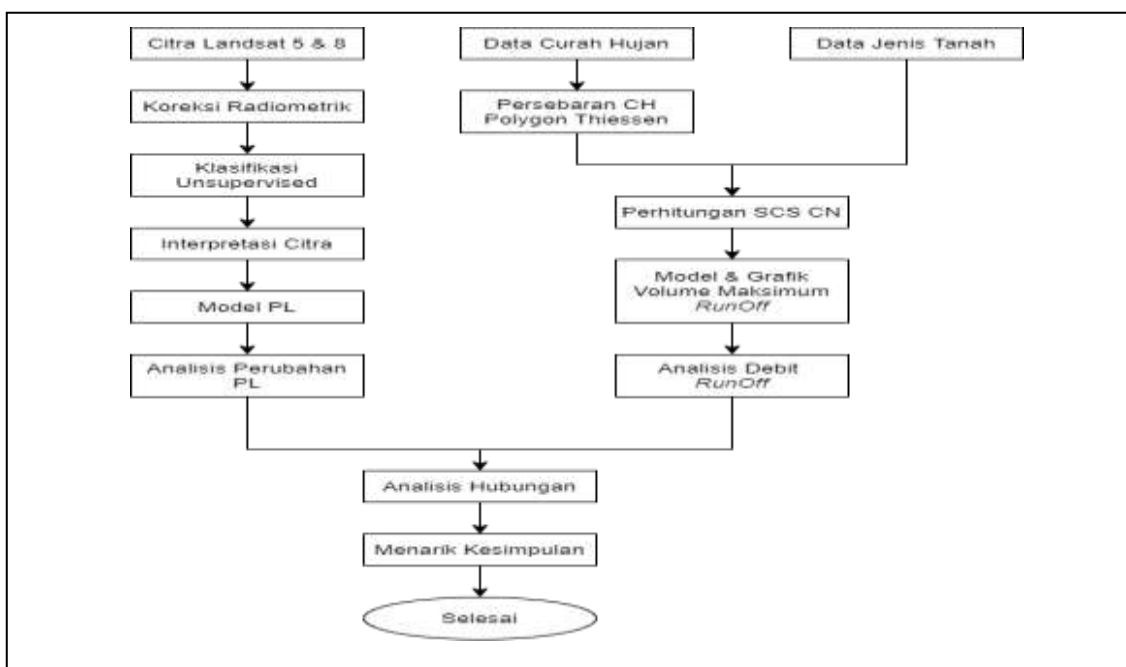 Citra Landsat 5 & 8
Data Curah Hujan
Data Jenis Tanah
Koreksi Radiometrik
Persebaran CH
Polygon Thiessen
Klasifikasi
Unsupervised
Perhitungan SCS CN
Interpretasi Citra
Model & Grafik
Volume Maksimum
RunOff
Model PL
Analisis Perubahan
PL
Analisis Debit
RunOff
Analisis Hubungan
Menarik Kesimpulan
Selesai